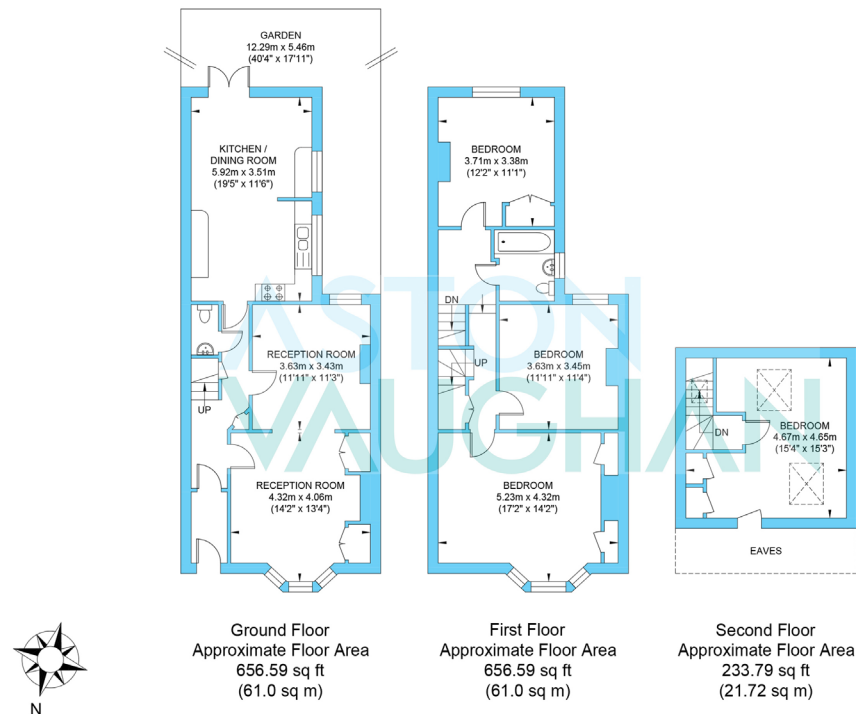 GARDEN
12.29m x 5.46m
(40'4" x 17'11")
KITCHEN /
DINING ROOM
5.92m x 3.51m
(19'5" x 11'6")
BEDROOM
3.71m x 3.38m
(12'2" x 11'1")
ASTON
VAUGHAN
DN
UP
UP
RECEPTION ROOM
3.63m x 3.43m
(11'11" x 11'3")
BEDROOM
3.63m x 3.45m
(11'11" x 11'4")
BEDROOM
4.67m x 4.65m
(15'4" x 15'3")
DN
RECEPTION ROOM
4.32m x 4.06m
(14'2" x 13'4")
BEDROOM
5.23m x 4.32m
(17'2" x 14'2")
EAVES
Ground Floor
Approximate Floor Area
656.59 sq ft
(61.0 sq m)
First Floor
Approximate Floor Area
656.59 sq ft
(61.0 sq m)
Second Floor
Approximate Floor Area
233.79 sq ft
(21.72 sq m)
N